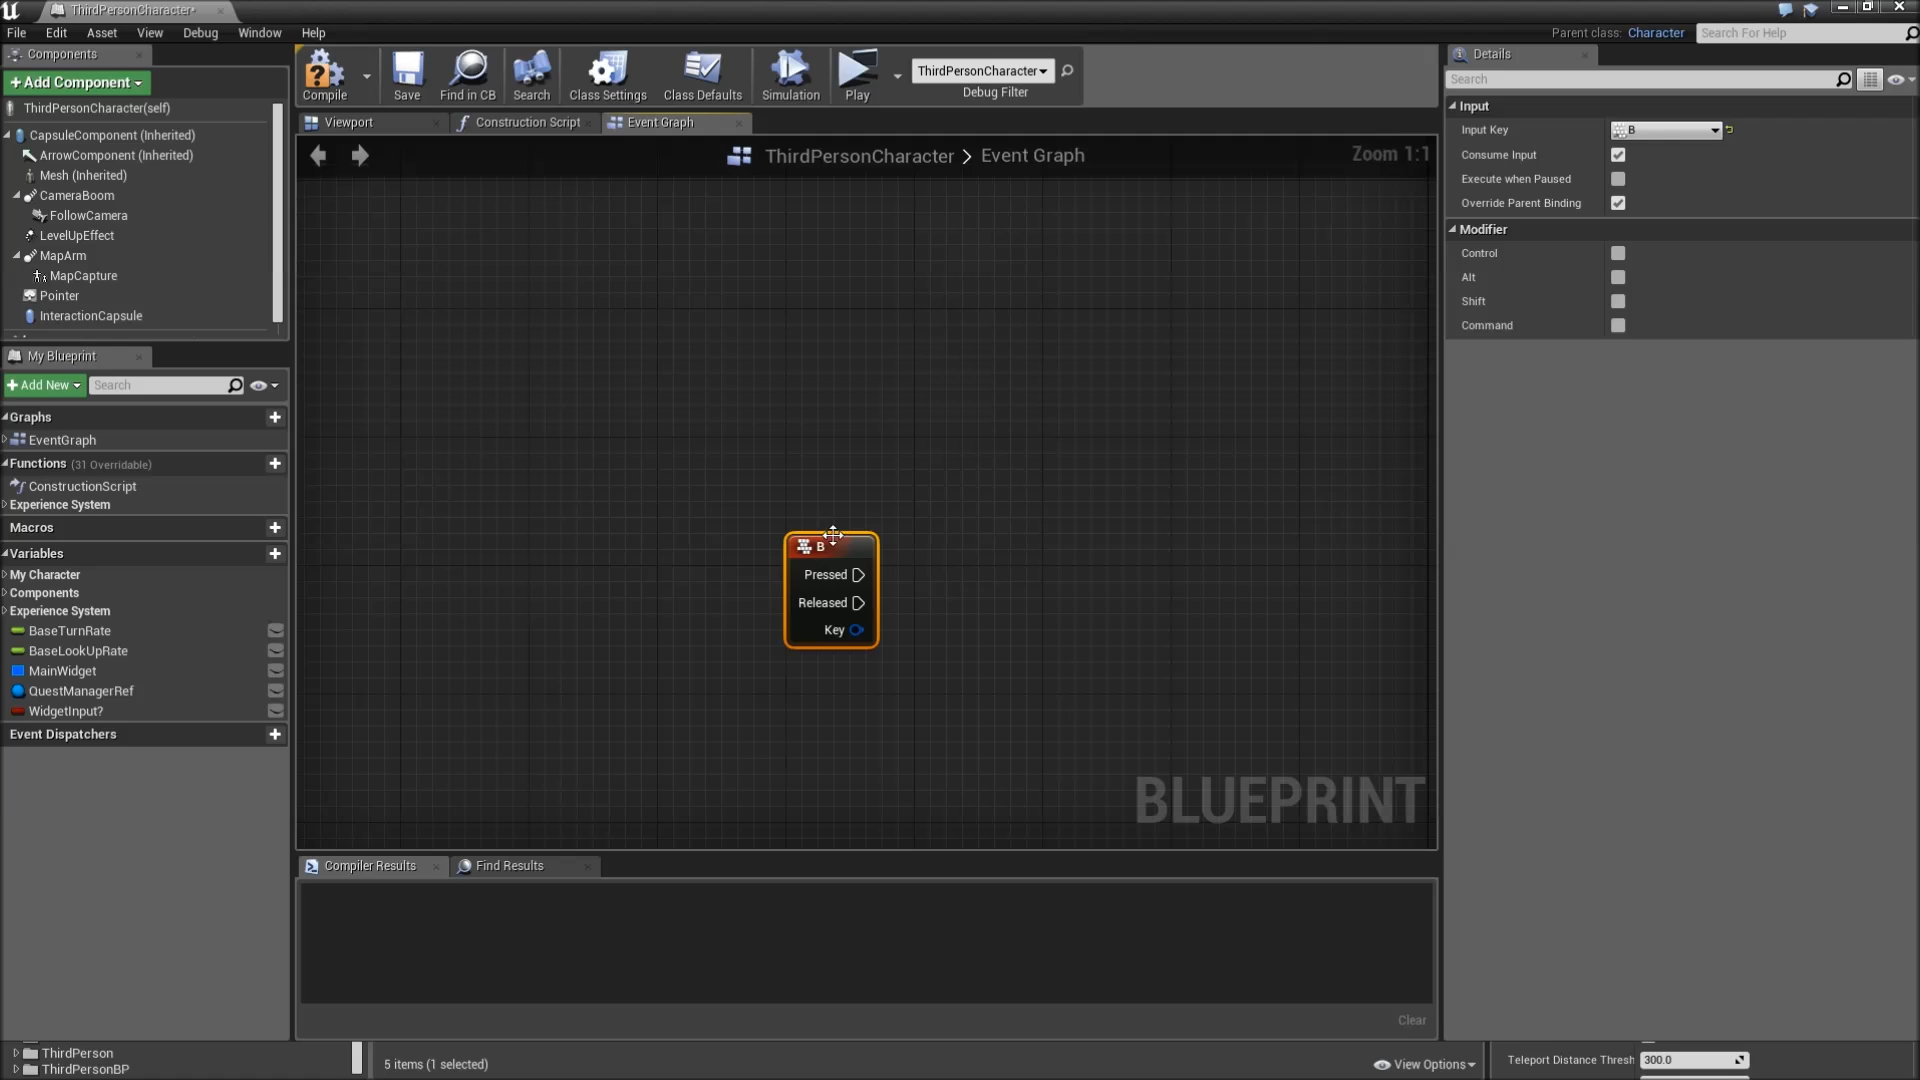 ThirdPersonCharacter*
File Edit Asset View Debug Window Help
Parent class: Character
Search For Help
Components
Add Component
ThirdPersonCharacter(self)
CapsuleComponent (Inherited)
ArrowComponent (Inherited)
Mesh (Inherited)
CameraBoom
FollowCamera
LevelUpEffect
MapArm
MapCapture
Pointer
InteractionCapsule
My Blueprint
Add New
Search
Graphs
EventGraph
Functions (31 Overridable)
ConstructionScript
Experience System
Macros
Variables
My Character
Components
Experience System
BaseTurnRate
BaseLookUpRate
MainWidget
QuestManagerRef
WidgetInput?
Event Dispatchers
Compile
Save
Find in CB
Search
Class Settings
Class Defaults
Simulation
Play
ThirdPersonCharacter
Debug Filter
Viewport
Construction Script
Event Graph
ThirdPersonCharacter > Event Graph
Zoom 1:1
B
Pressed
Released
Key
BLUEPRINT
Compiler Results
Find Results
Clear
Details
Search
Input
Input Key B
Consume Input
Execute when Paused
Override Parent Binding
Modifier
Control
Alt
Shift
Command
ThirdPerson
ThirdPersonBP
5 items (1 selected)
View Options
Teleport Distance Thresh 300.0